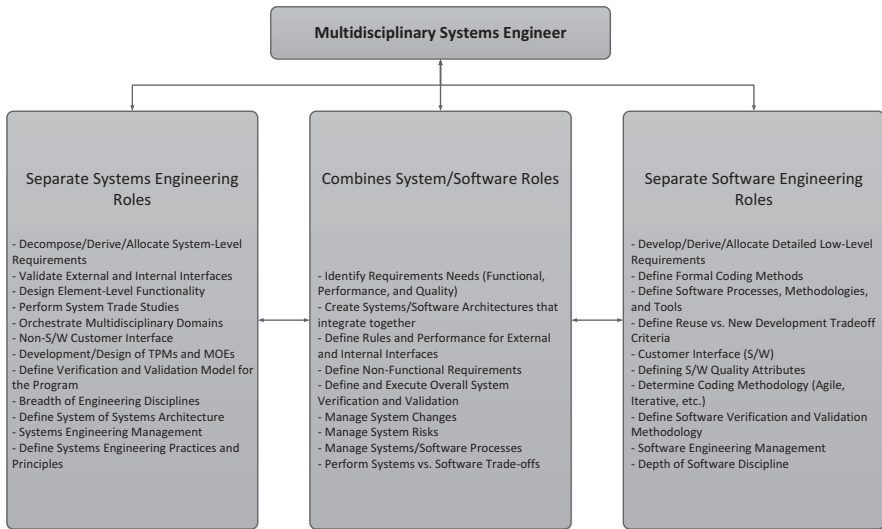 Multidisciplinary Systems Engineer
Separate Systems Engineering
Roles
- Decompose/Derive/Allocate System-Level
Requirements
- Validate External and Internal Interfaces
- Design Element-Level Functionality
- Perform System Trade Studies
- Orchestrate Multidisciplinary Domains
- Non-S/W Customer Interface
- Development/Design of TPMs and MOEs
- Define Verification and Validation Model for
the Program
- Breadth of Engineering Disciplines
- Define System of Systems Architecture
- Systems Engineering Management
- Define Systems Engineering Practices and
Principles
Combines System/Software Roles
- Identify Requirements Needs (Functional,
Performance, and Quality)
- Create Systems/Software Architectures that
integrate together
- Define Rules and Performance for External
and Internal Interfaces
- Define Non-Functional Requirements
- Define and Execute Overall System
Verification and Validation
- Manage System Changes
- Manage System Risks
- Manage Systems/Software Processes
- Perform Systems vs. Software Trade-offs
Separate Software Engineering
Roles
- Develop/Derive/Allocate Detailed Low-Level
Requirements
- Define Formal Coding Methods
- Define Software Processes, Methodologies,
and Tools
- Define Reuse vs. New Development Tradeoff
Criteria
- Customer Interface (S/W)
- Defining S/W Quality Attributes
- Determine Coding Methodology (Agile,
Iterative, etc.)
- Define Software Verification and Validation
Methodology
- Software Engineering Management
- Depth of Software Discipline